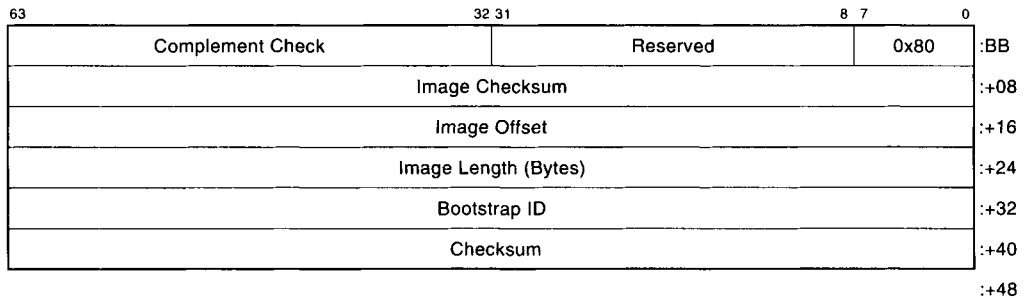 63 32 31 8 7 0
Complement Check Reserved 0x80 :BB
Image Checksum :+08
Image Offset :+16
Image Length (Bytes) :+24
Bootstrap ID :+32
Checksum :+40
:+48